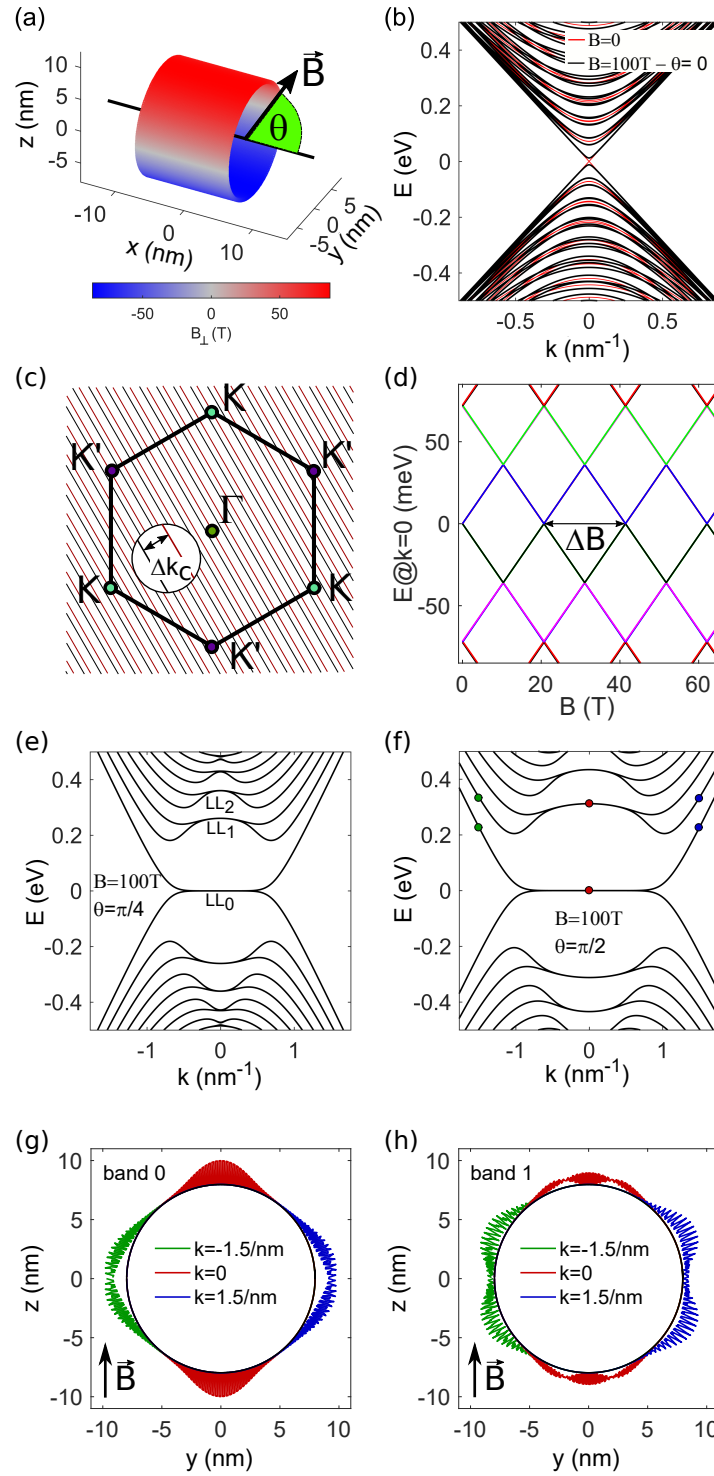 (a)
10
5
0
-5
z (nm)
B
θ
-10
0
10
x (nm)
5
0
-5
y (nm)
-50
0
50
B⊥(T)
(b)
B=0
B=100T − θ= 0
0.4
0.2
0
-0.2
-0.4
E (eV)
-0.5
0
0.5
k (nm-1)
(c)
K
K'
K'
Γ
ΔkC
K
K
K'
(d)
50
0
-50
E@k=0 (meV)
ΔB
0
20
40
60
B (T)
(e)
0.4
0.2
0
-0.2
-0.4
E (eV)
LL2
LL1
LL0
B=100T
θ=π/4
-1
0
1
k (nm-1)
(f)
0.4
0.2
0
-0.2
-0.4
E (eV)
B=100T
θ=π/2
-1
0
1
k (nm-1)
(g)
band 0
10
5
0
-5
-10
z (nm)
k=-1.5/nm
k=0
k=1.5/nm
B
-10
-5
0
5
10
y (nm)
(h)
band 1
10
5
0
-5
-10
z (nm)
k=-1.5/nm
k=0
k=1.5/nm
B
-10
-5
0
5
10
y (nm)